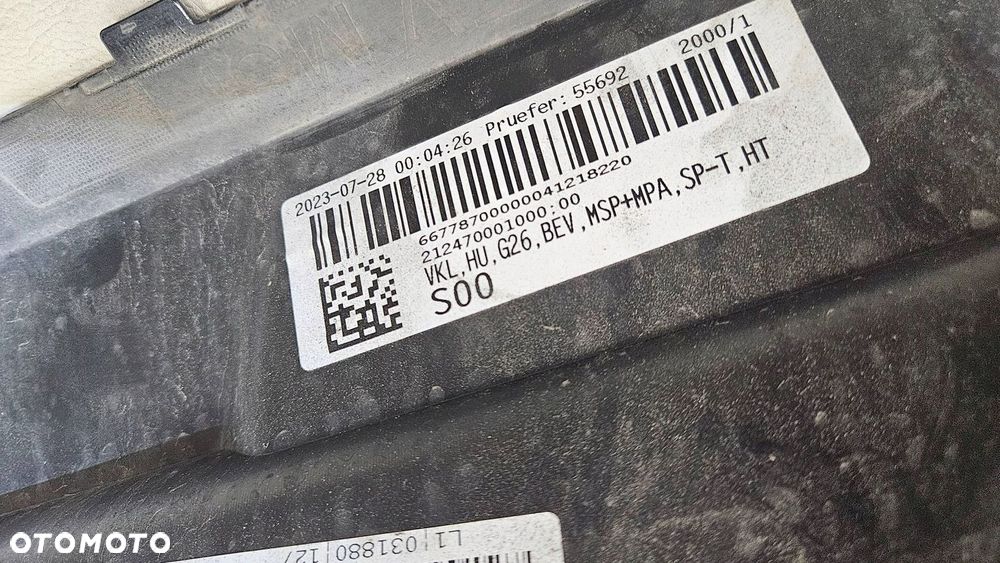 2023-07-28 00:04:26 Pruefer: 55692 2000/1
66778700000041218220
212470001000:00
VKL,HU,G26,BEV,MSP+MPA,SP-T,HT
S00
L1|031880|127
OTOMOTO